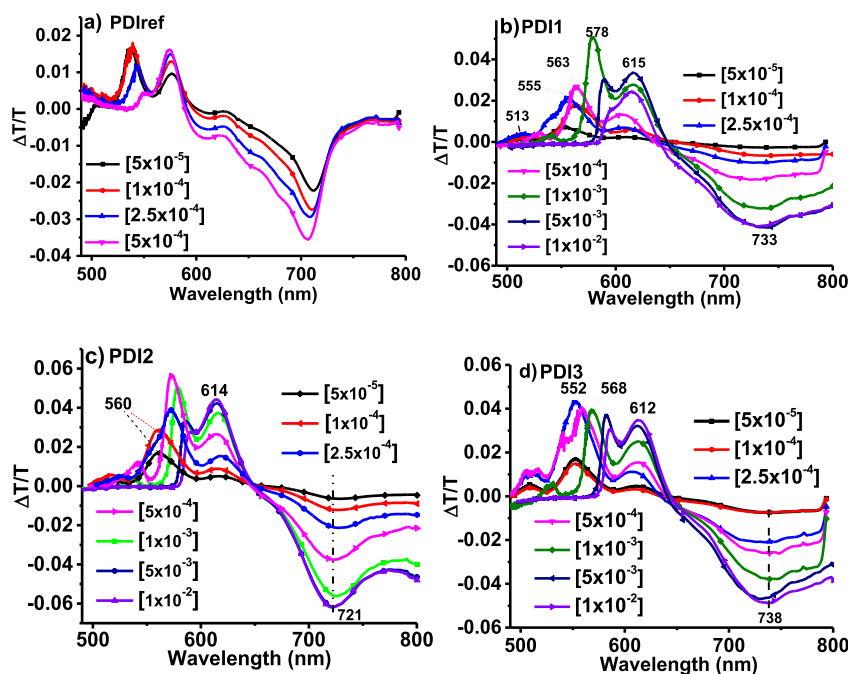 a) PDIref
ΔT/T
0.02
0.01
0.00
-0.01
-0.02
-0.03
-0.04
[5x10⁻⁵]
[1x10⁻⁴]
[2.5x10⁻⁴]
[5x10⁻⁴]
500 600 700 800
Wavelength (nm)
b) PDI1
ΔT/T
0.06
0.04
0.02
0.00
-0.02
-0.04
-0.06
578
563
615
555
513
[5x10⁻⁵]
[1x10⁻⁴]
[2.5x10⁻⁴]
[5x10⁻⁴]
[1x10⁻³]
[5x10⁻³]
[1x10⁻²]
733
500 600 700 800
Wavelength (nm)
c) PDI2
ΔT/T
0.06
0.04
0.02
0.00
-0.02
-0.04
-0.06
560
614
[5x10⁻⁵]
[1x10⁻⁴]
[2.5x10⁻⁴]
[5x10⁻⁴]
[1x10⁻³]
[5x10⁻³]
[1x10⁻²]
721
500 600 700 800
Wavelength (nm)
d) PDI3
ΔT/T
0.06
0.04
0.02
0.00
-0.02
-0.04
-0.06
552 568
612
[5x10⁻⁵]
[1x10⁻⁴]
[2.5x10⁻⁴]
[5x10⁻⁴]
[1x10⁻³]
[5x10⁻³]
[1x10⁻²]
738
500 600 700 800
Wavelength (nm)